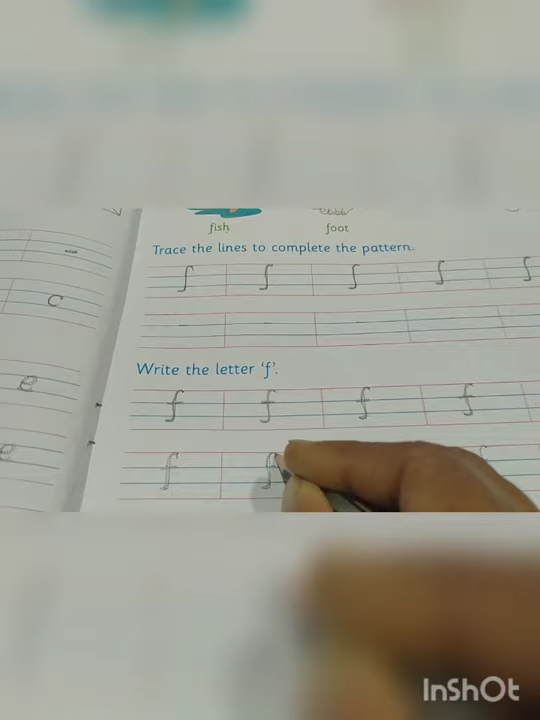 fish foot
Trace the lines to complete the pattern.
ʃ ʃ ʃ ʃ ʃ
Write the letter 'f'.
f f f f
f f
c
e
e
InShOt